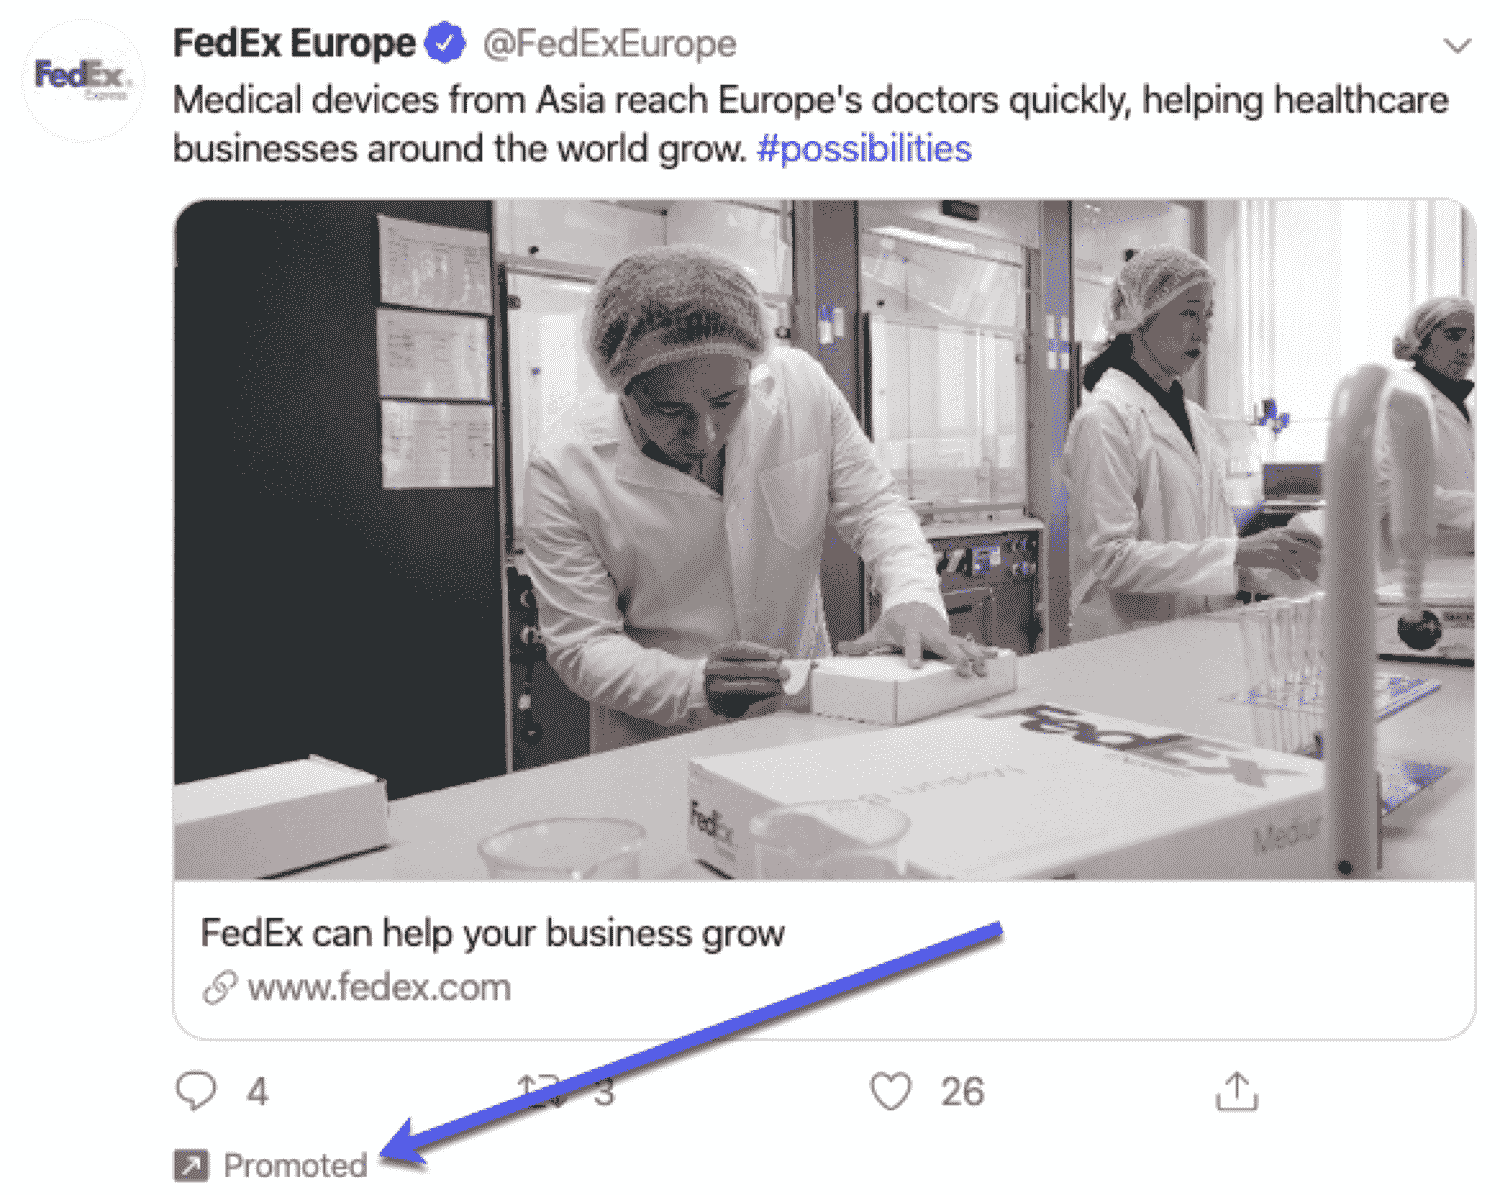 FedEx Europe @FedExEurope
FedEx
Express
Medical devices from Asia reach Europe's doctors quickly, helping healthcare
businesses around the world grow. #possibilities
FedEx
FedEx
Medium
FedEx can help your business grow
www.fedex.com
4 3 26
Promoted